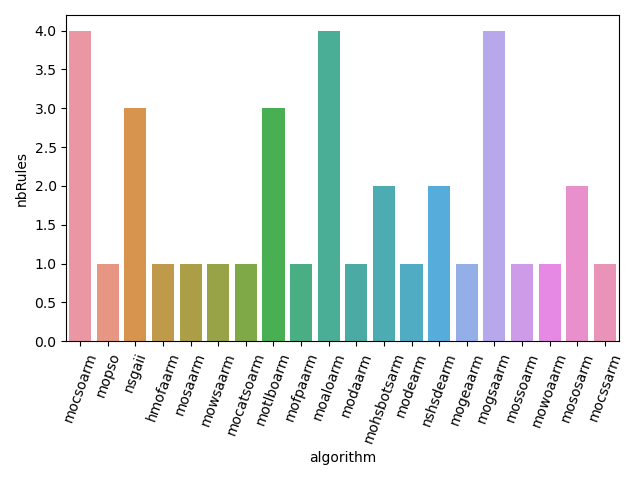 4.0
3.5
3.0
2.5
2.0
1.5
1.0
0.5
0.0
nbRules
mocsoarm
mopso
nsgaii
hmofaarm
mosaarm
mowsaarm
mocatsoarm
motlboarm
mofpaarm
moaloarm
modaarm
mohsbotsarm
modearm
nshsdearm
mogeaarm
mogsaarm
mossoarm
mowoaarm
mososarm
mocssarm
algorithm